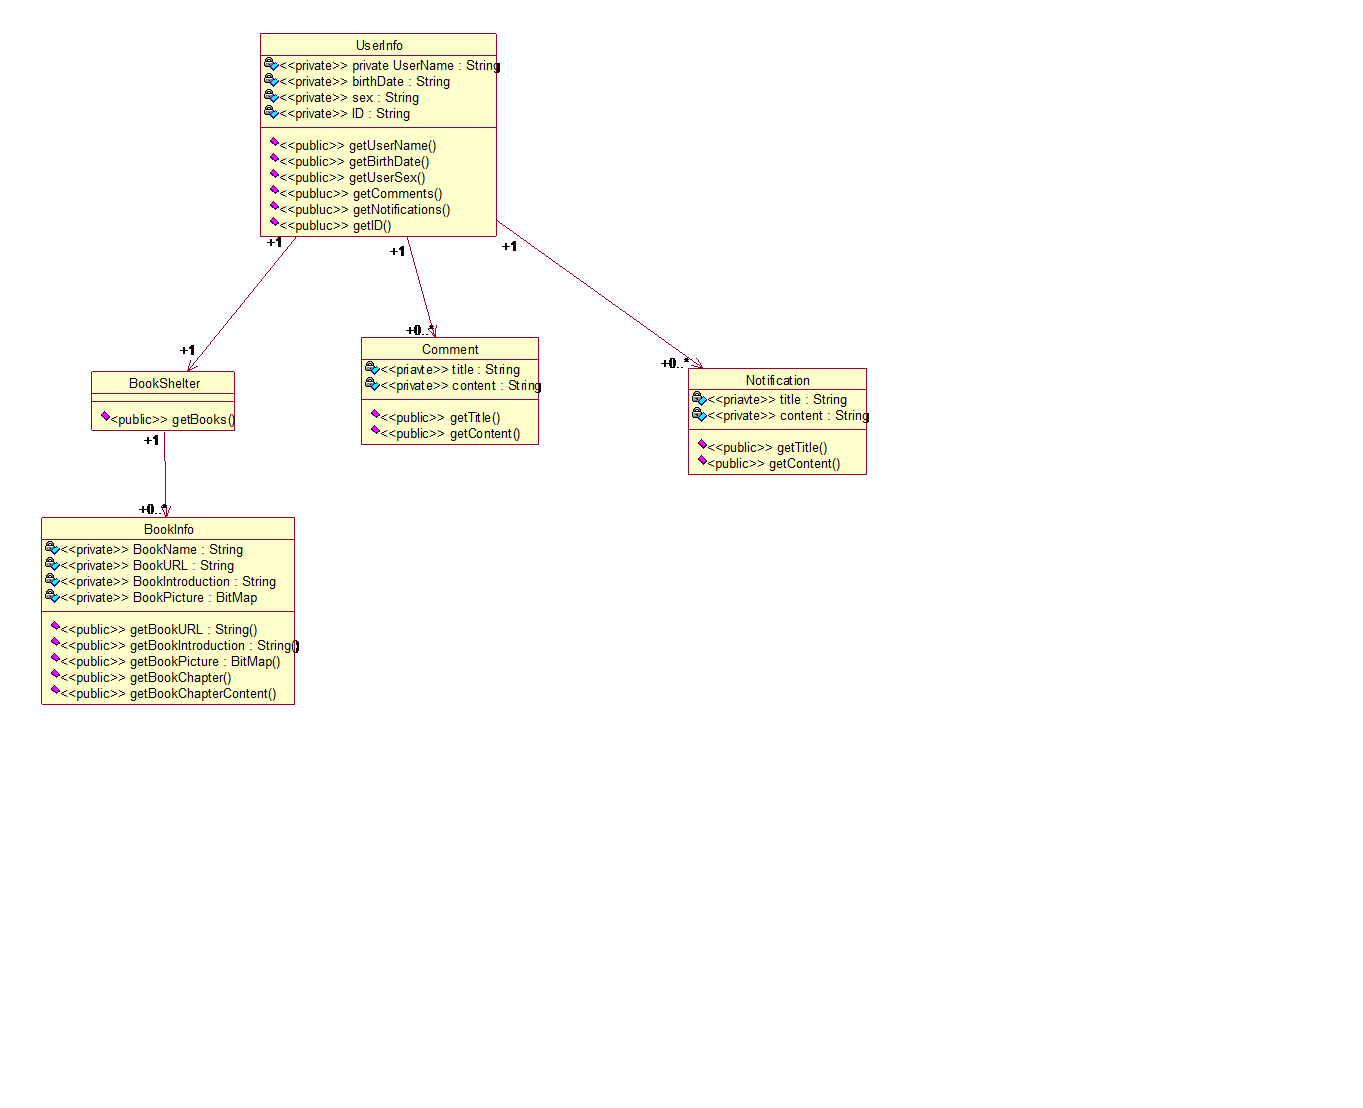 UserInfo
<<private>> private UserName : String
<<private>> birthDate : String
<<private>> sex : String
<<private>> ID : String
<<public>> getUserName()
<<public>> getBirthDate()
<<public>> getUserSex()
<<publuc>> getComments()
<<publuc>> getNotifications()
<<publuc>> getID()
+1
+1
+1
+1
+0..*
+0..*
BookShelter
<public>> getBooks()
Comment
<<priavte>> title : String
<<private>> content : String
<<public>> getTitle()
<<public>> getContent()
Notification
<<priavte>> title : String
<<private>> content : String
<<public>> getTitle()
<public>> getContent()
+1
+0..*
BookInfo
<<private>> BookName : String
<<private>> BookURL : String
<<private>> BookIntroduction : String
<<private>> BookPicture : BitMap
<<public>> getBookURL : String()
<<public>> getBookIntroduction : String()
<<public>> getBookPicture : BitMap()
<<public>> getBookChapter()
<<public>> getBookChapterContent()